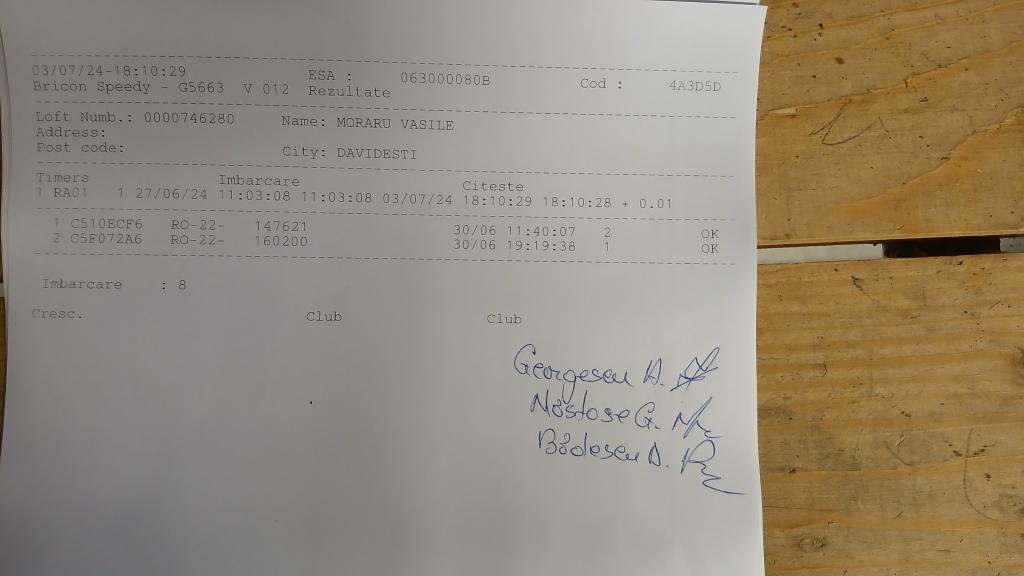 03/07/24-18:10:29 ESA : 063000080B Cod : 4A3D5D
Bricon Speedy - G5663 V 012 Rezultate
Loft Numb.: 0000746280 Name: MORARU VASILE
Address:
Post code: City: DAVIDESTI
Timers Imbarcare Citeste
1 RA01 1 27/06/24 11:03:08 11:03:08 03/07/24 18:10:29 18:10:28 + 0.01
1 C510ECF6 RO-22- 147621 30/06 11:40:07 2 OK
2 C5F072A6 RO-22- 160200 30/06 19:19:38 1 OK
Imbarcare : 8
Cresc. Club Club
Georgescu A.
Năstase G.
Bădescu D.